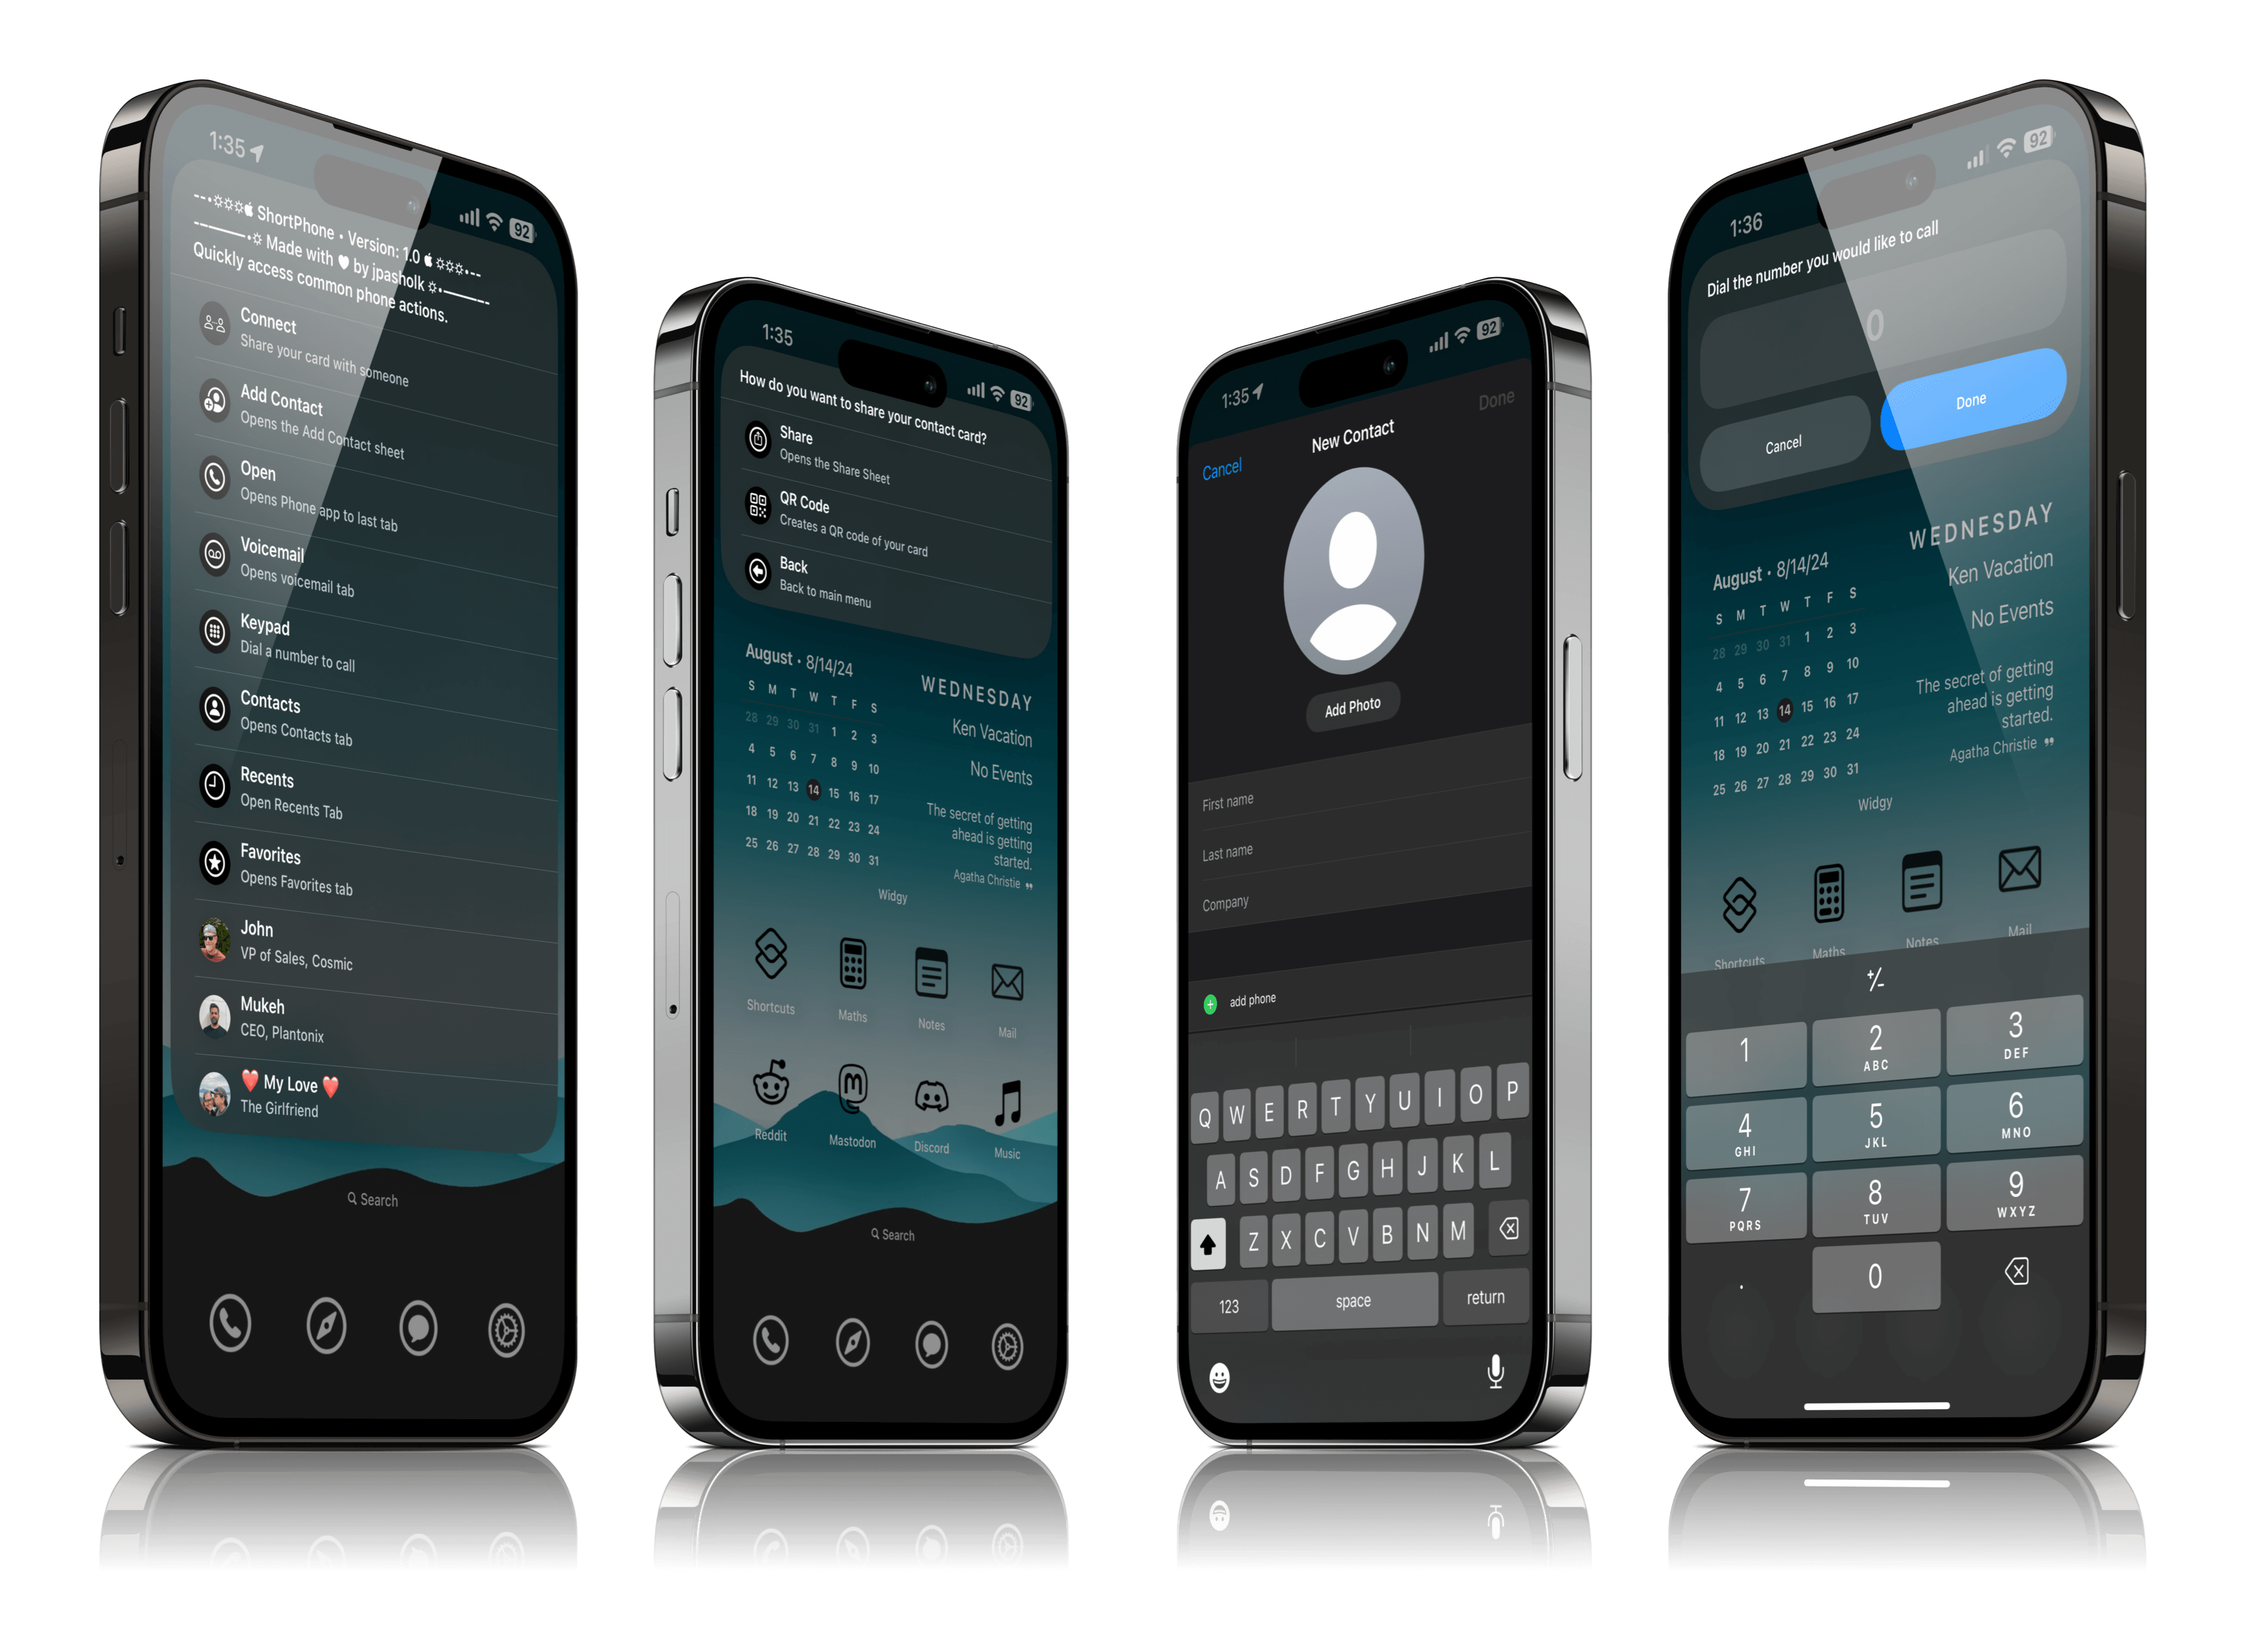 1:35
92
--•☼☼☼ ShortPhone • Version: 1.0  ☼☼☼•--
-------•☼ Made with ♥ by jpasholk ☼•-------
Quickly access common phone actions.
Connect
Share your card with someone
Add Contact
Opens the Add Contact sheet
Open
Opens Phone app to last tab
Voicemail
Opens voicemail tab
Keypad
Dial a number to call
Contacts
Opens Contacts tab
Recents
Open Recents Tab
Favorites
Opens Favorites tab
John
VP of Sales, Cosmic
Mukeh
CEO, Plantonix
❤️ My Love ❤️
The Girlfriend
Search
1:35
92
How do you want to share your contact card?
Share
Opens the Share Sheet
QR Code
Creates a QR code of your card
Back
Back to main menu
August • 8/14/24
S M T W T F S
28 29 30 31 1 2 3
4 5 6 7 8 9 10
11 12 13 14 15 16 17
18 19 20 21 22 23 24
25 26 27 28 29 30 31
WEDNESDAY
Ken Vacation
No Events
The secret of getting
ahead is getting
started.
Agatha Christie ❞
Widgy
Shortcuts Maths Notes Mail
Reddit Mastodon Discord Music
Search
1:35
92
Cancel New Contact Done
Add Photo
First name
Last name
Company
add phone
Q W E R T Y U I O P
A S D F G H J K L
Z X C V B N M
123 space return
1:36
92
Dial the number you would like to call
0
Cancel Done
August • 8/14/24
S M T W T F S
28 29 30 31 1 2 3
4 5 6 7 8 9 10
11 12 13 14 15 16 17
18 19 20 21 22 23 24
25 26 27 28 29 30 31
WEDNESDAY
Ken Vacation
No Events
The secret of getting
ahead is getting
started.
Agatha Christie ❞
Widgy
Shortcuts Maths Notes Mail
+/-
1 2 3
ABC DEF
4 5 6
GHI JKL MNO
7 8 9
PQRS TUV WXYZ
. 0